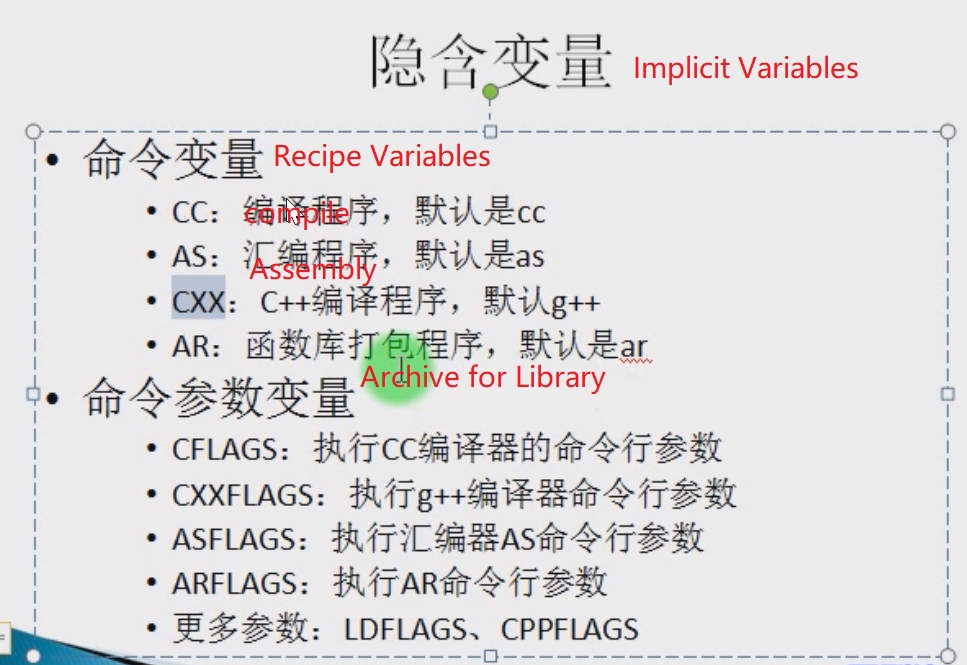 隐含变量 Implicit Variables
• 命令变量 Recipe Variables
• CC：编译程序，默认是cc
compile
• AS：汇编程序，默认是as
Assembly
• CXX：C++编译程序，默认g++
• AR：函数库打包程序，默认是ar
Archive for Library
• 命令参数变量
• CFLAGS：执行CC编译器的命令行参数
• CXXFLAGS：执行g++编译器命令行参数
• ASFLAGS：执行汇编器AS命令行参数
• ARFLAGS：执行AR命令行参数
• 更多参数：LDFLAGS、CPPFLAGS